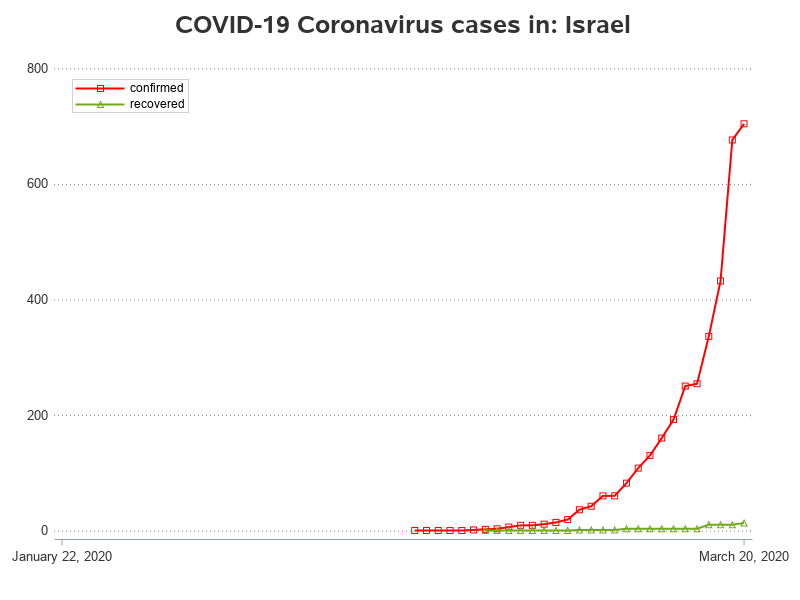 COVID-19 Coronavirus cases in: Israel
800
confirmed
recovered
600
400
200
0
January 22, 2020
March 20, 2020